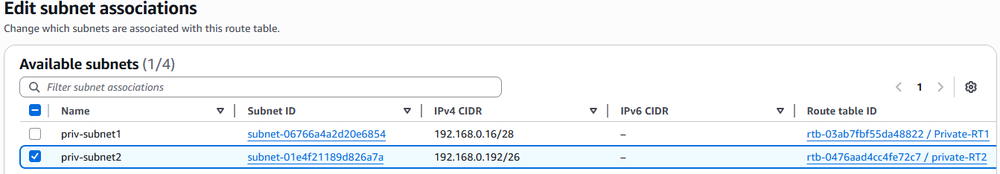 Edit subnet associations
Change which subnets are associated with this route table.
Available subnets (1/4)
Filter subnet associations
1
Name Subnet ID IPv4 CIDR IPv6 CIDR Route table ID
priv-subnet1 subnet-06766a4a2d20e6854 192.168.0.16/28 – rtb-03ab7fbf55da48822 / Private-RT1
priv-subnet2 subnet-01e4f21189d826a7a 192.168.0.192/26 – rtb-0476aad4cc4fe72c7 / private-RT2